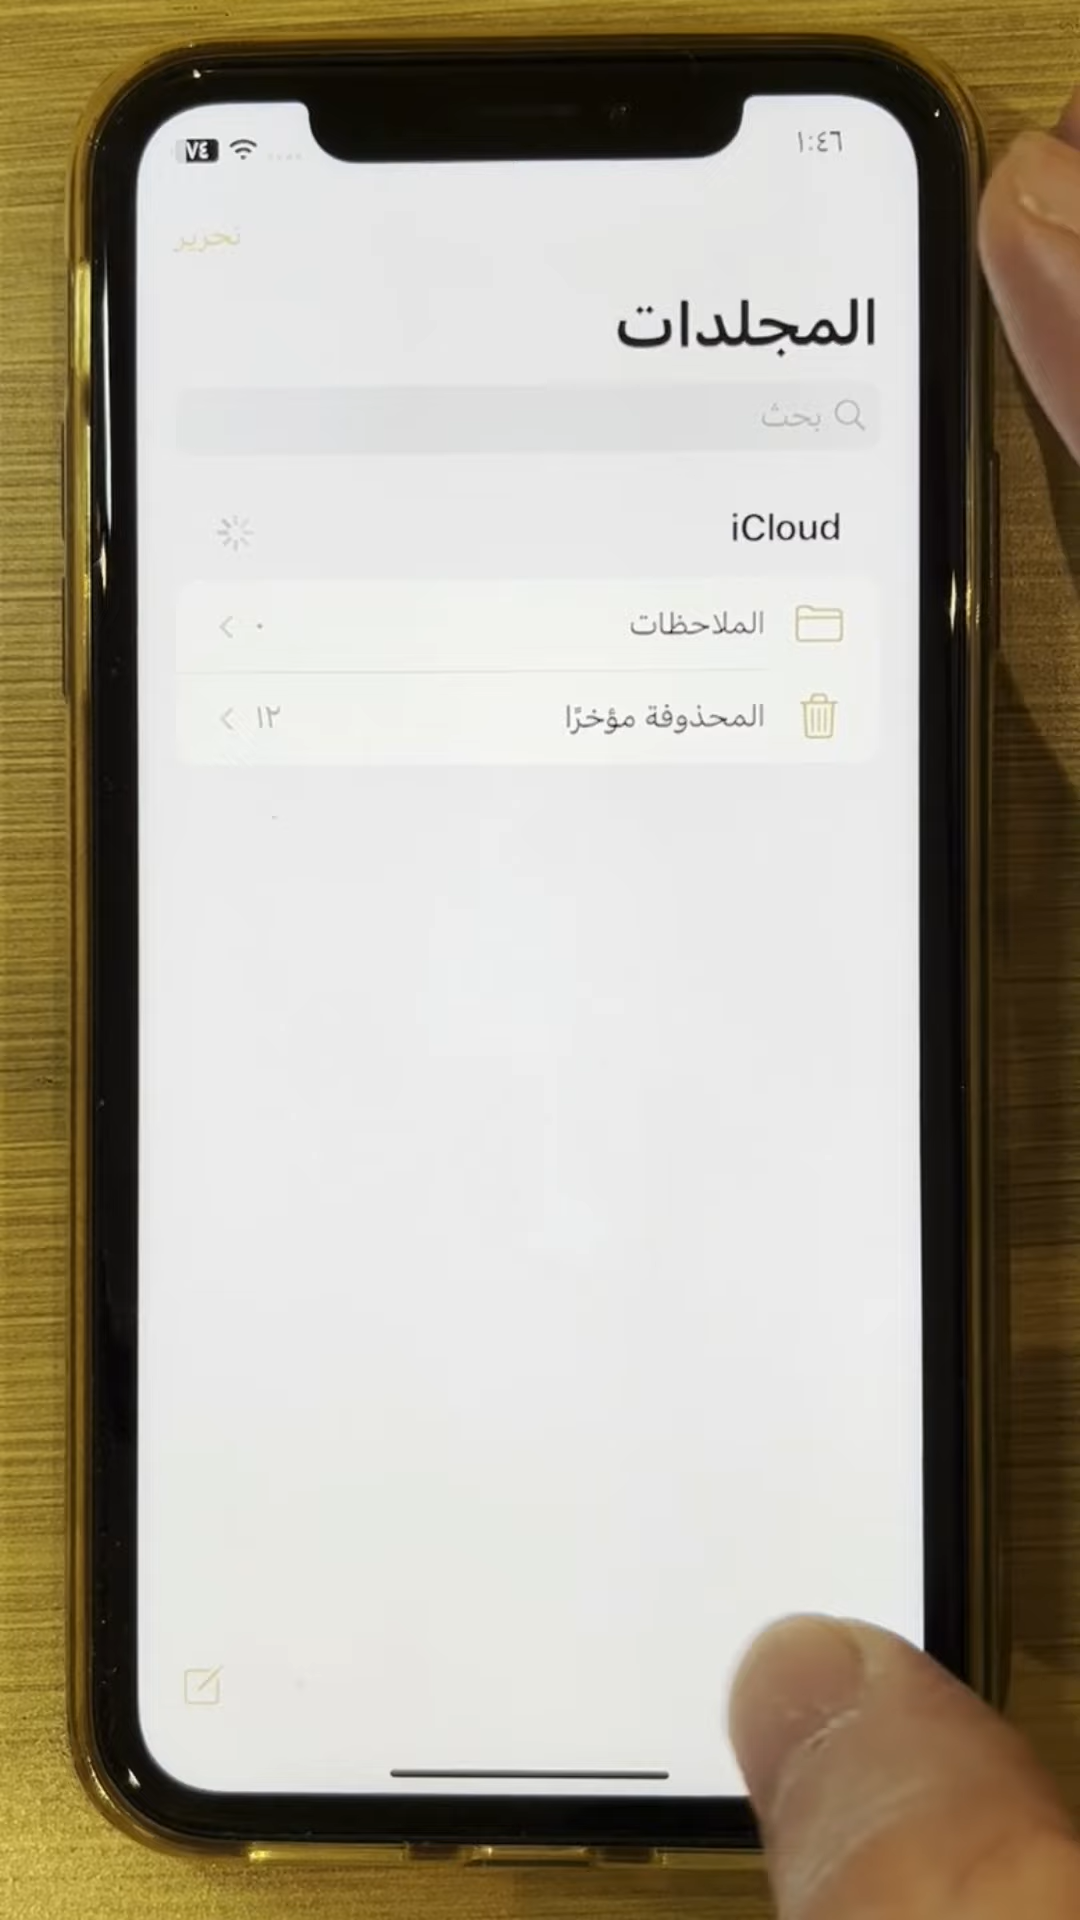 ١:٤٦
٧٤
تحرير
المجلدات
بحث
iCloud
الملاحظات ٠
المحذوفة مؤخرًا ١٢